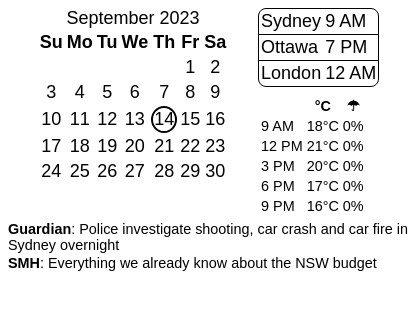 September 2023
Su Mo Tu We Th Fr Sa
1 2
3 4 5 6 7 8 9
10 11 12 13 14 15 16
17 18 19 20 21 22 23
24 25 26 27 28 29 30
Sydney 9 AM
Ottawa 7 PM
London 12 AM
°C ☂
9 AM 18°C 0%
12 PM 21°C 0%
3 PM 20°C 0%
6 PM 17°C 0%
9 PM 16°C 0%
Guardian: Police investigate shooting, car crash and car fire in
Sydney overnight
SMH: Everything we already know about the NSW budget